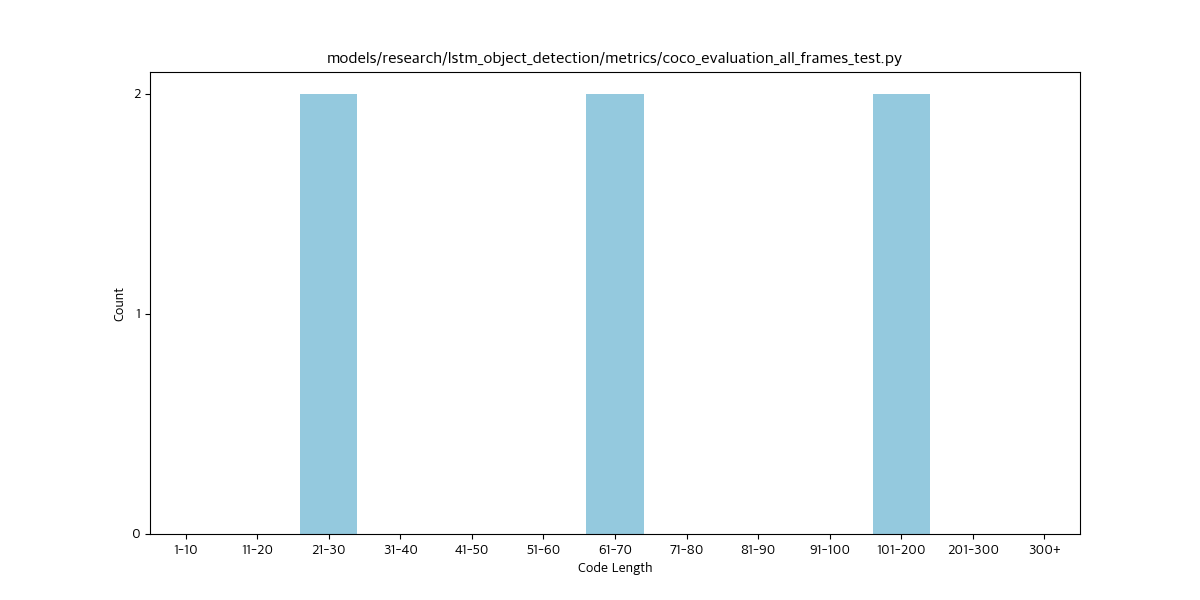 models/research/lstm_object_detection/metrics/coco_evaluation_all_frames_test.py
2
1
0
Count
1-10 11-20 21-30 31-40 41-50 51-60 61-70 71-80 81-90 91-100 101-200 201-300 300+
Code Length